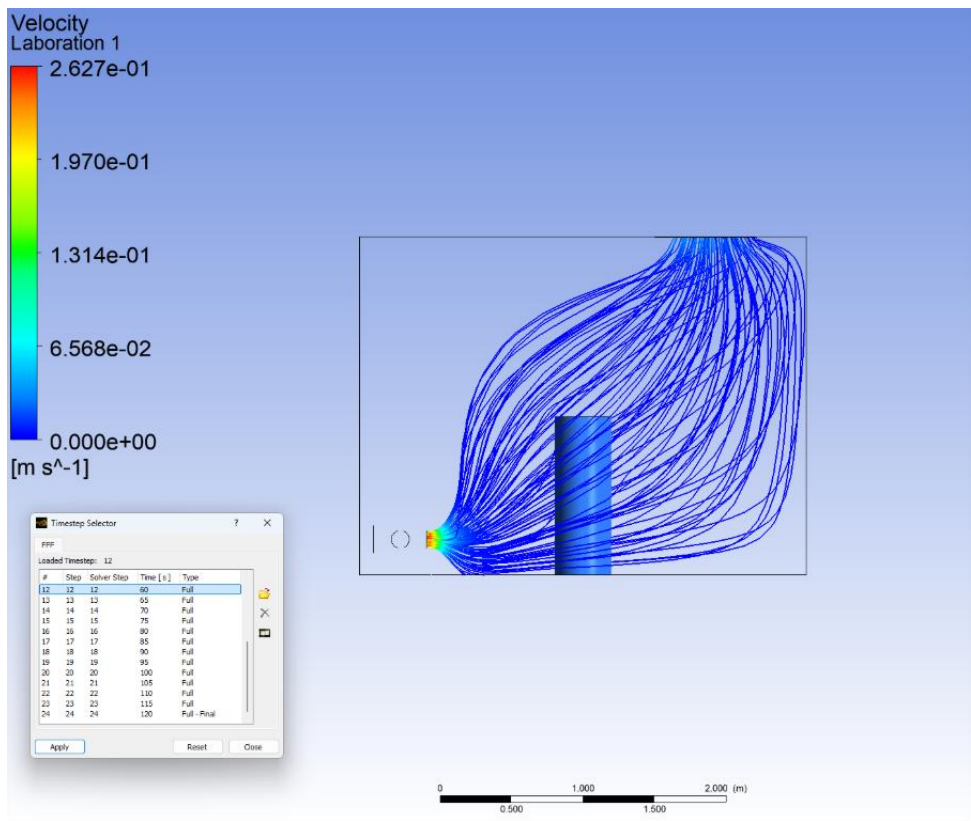 Velocity
Laboration 1
2.627e-01
1.970e-01
1.314e-01
6.568e-02
0.000e+00
[m s^-1]
Timestep Selector ? ×
FFF
Loaded Timestep: 12
# Step Solver Step Time [s] Type
12 12 12 60 Full
13 13 13 65 Full
14 14 14 70 Full
15 15 15 75 Full
16 16 16 80 Full
17 17 17 85 Full
18 18 18 90 Full
19 19 19 95 Full
20 20 20 100 Full
21 21 21 105 Full
22 22 22 110 Full
23 23 23 115 Full
24 24 24 120 Full - Final
Apply Reset Close
0 1.000 2.000 (m)
0.500 1.500